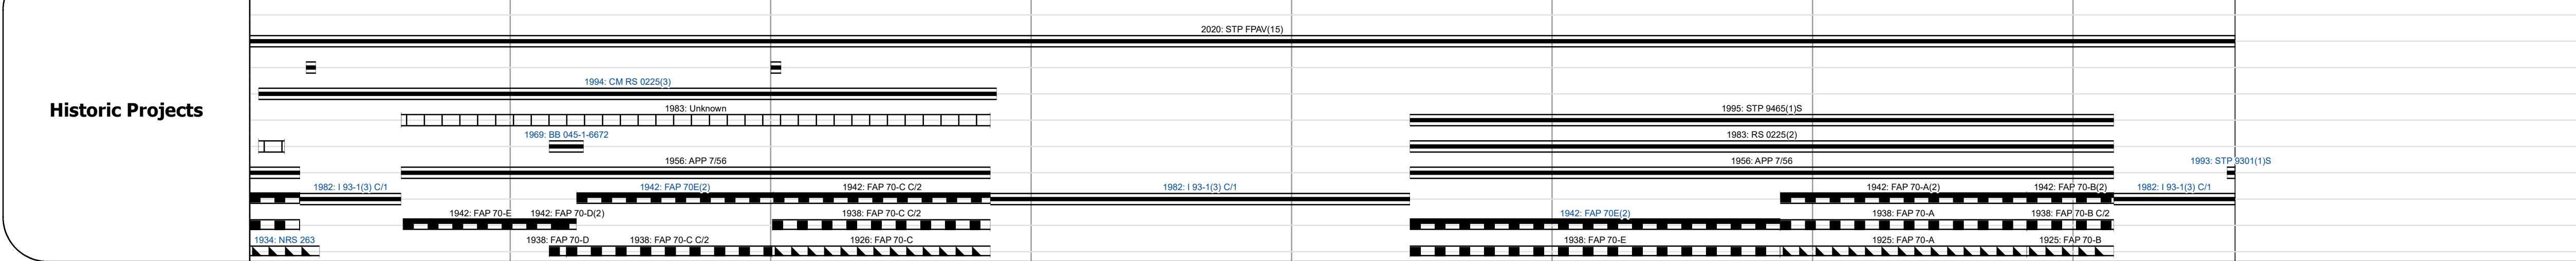 2020: STP FPAV(15)
1994: CM RS 0225(3)
Historic Projects
1983: Unknown
1995: STP 9465(1)S
1969: BB 045-1-6672
1983: RS 0225(2)
1956: APP 7/56
1956: APP 7/56
1993: STP 9301(1)S
1982: I 93-1(3) C/1
1942: FAP 70E(2)
1942: FAP 70-C C/2
1982: I 93-1(3) C/1
1942: FAP 70-A(2)
1942: FAP 70-B(2)
1982: I 93-1(3) C/1
1942: FAP 70-E
1942: FAP 70-D(2)
1938: FAP 70-C C/2
1942: FAP 70E(2)
1938: FAP 70-A
1938: FAP 70-B C/2
1934: NRS 263
1938: FAP 70-D
1938: FAP 70-C C/2
1926: FAP 70-C
1938: FAP 70-E
1925: FAP 70-A
1925: FAP 70-B